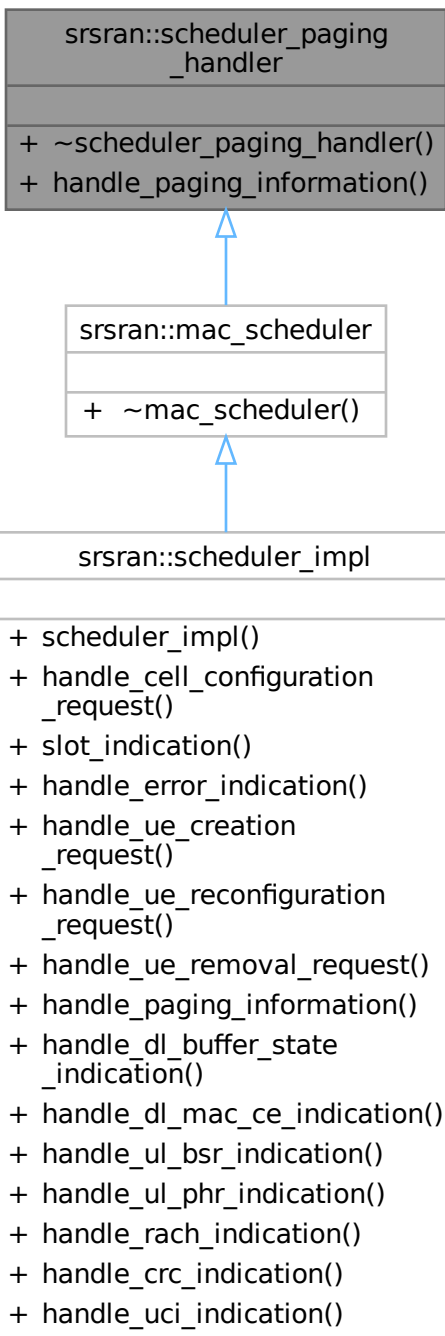 srsran::scheduler_paging
_handler
+ ~scheduler_paging_handler()
+ handle_paging_information()
srsran::mac_scheduler
+ ~mac_scheduler()
srsran::scheduler_impl
+ scheduler_impl()
+ handle_cell_configuration
_request()
+ slot_indication()
+ handle_error_indication()
+ handle_ue_creation
_request()
+ handle_ue_reconfiguration
_request()
+ handle_ue_removal_request()
+ handle_paging_information()
+ handle_dl_buffer_state
_indication()
+ handle_dl_mac_ce_indication()
+ handle_ul_bsr_indication()
+ handle_ul_phr_indication()
+ handle_rach_indication()
+ handle_crc_indication()
+ handle_uci_indication()